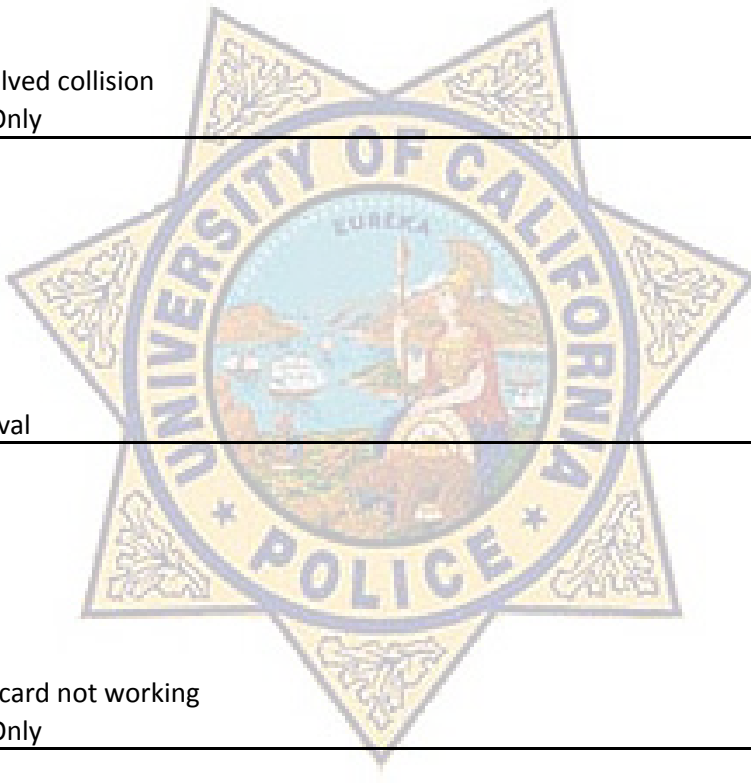 lved collision
Only
UNIVERSITY OF CALIFORNIA
EUREKA
val
* POLICE *
card not working
Only